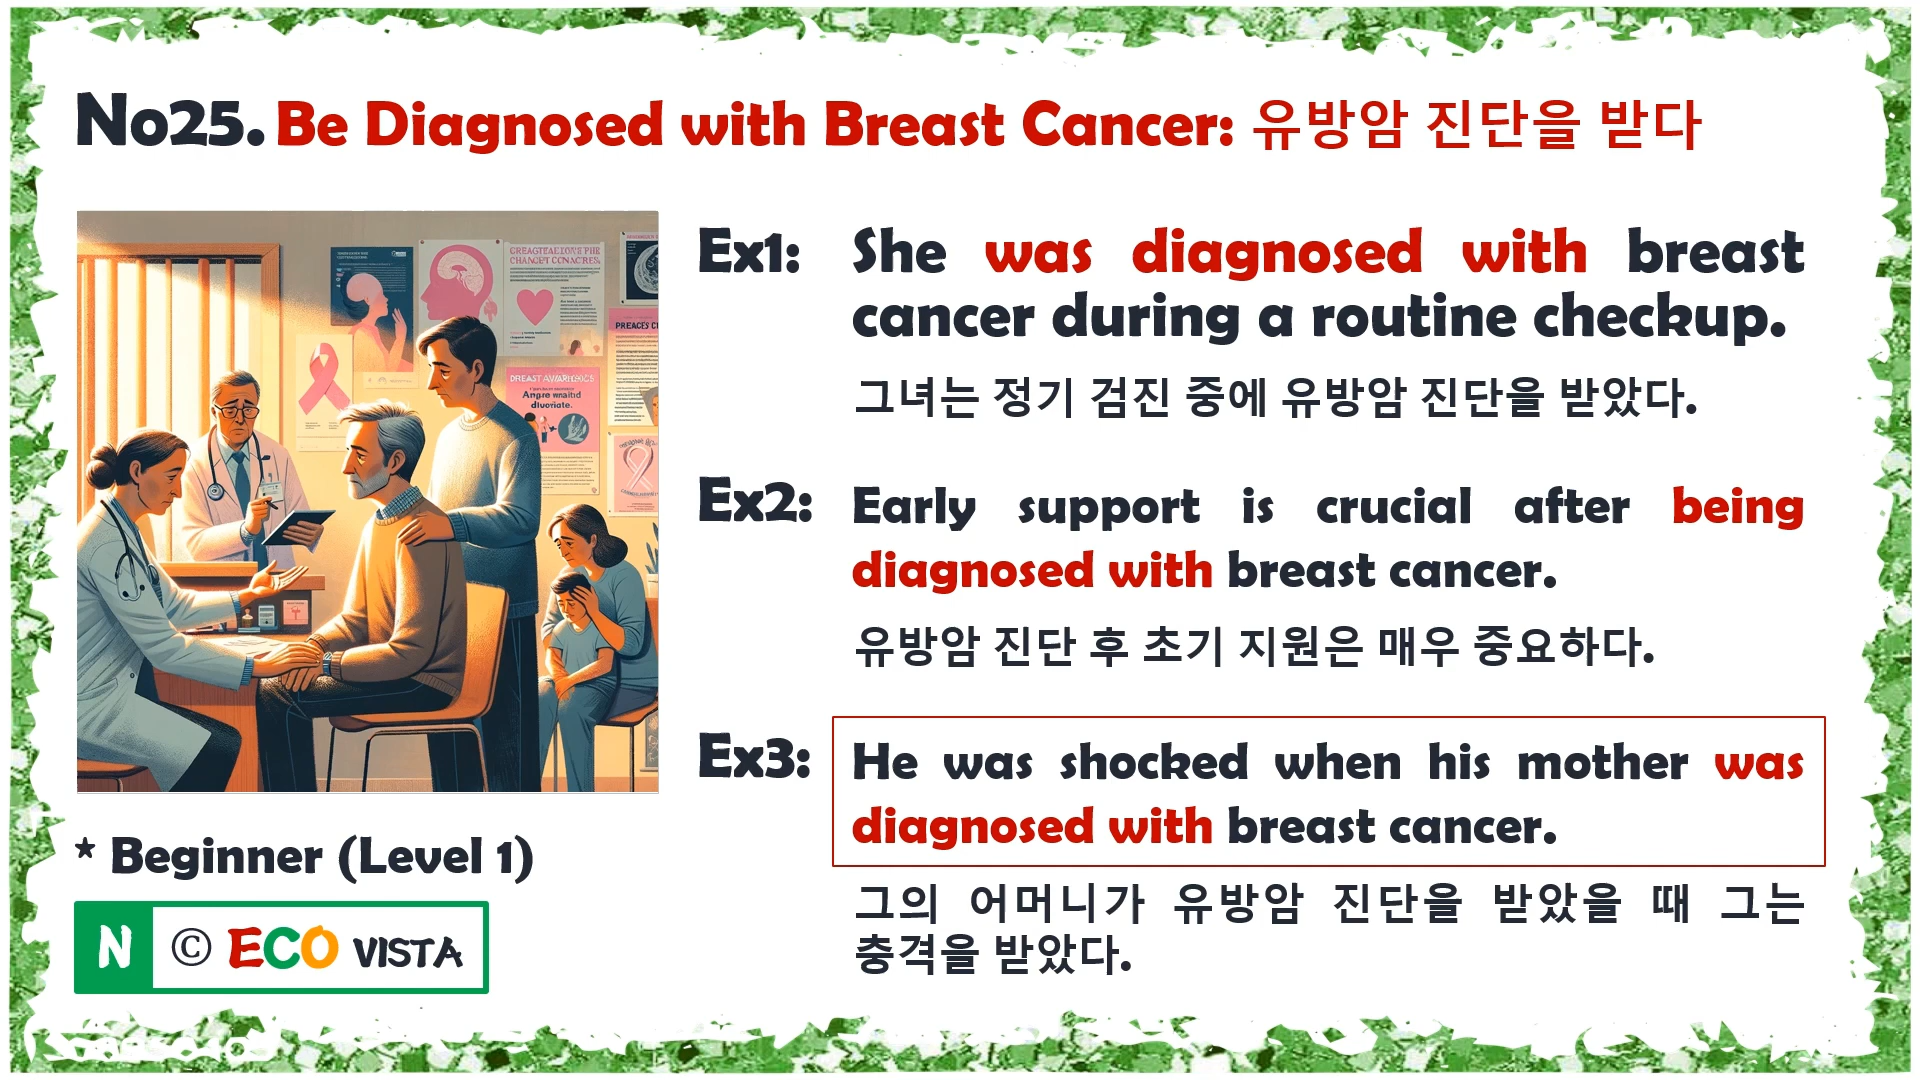 No25. Be Diagnosed with Breast Cancer: 유방암 진단을 받다
Ex1: She was diagnosed with breast
cancer during a routine checkup.
그녀는 정기 검진 중에 유방암 진단을 받았다.
Ex2: Early support is crucial after being
diagnosed with breast cancer.
유방암 진단 후 초기 지원은 매우 중요하다.
Ex3: He was shocked when his mother was
diagnosed with breast cancer.
그의 어머니가 유방암 진단을 받았을 때 그는
충격을 받았다.
* Beginner (Level 1)
N © ECO VISTA